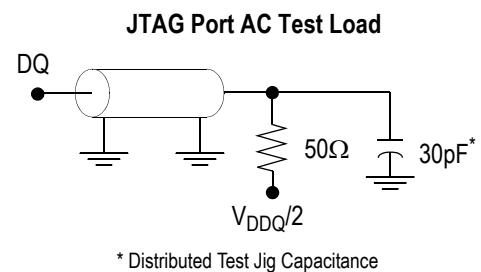 JTAG Port AC Test Load
DQ
50Ω
30pF*
VDDQ/2
* Distributed Test Jig Capacitance